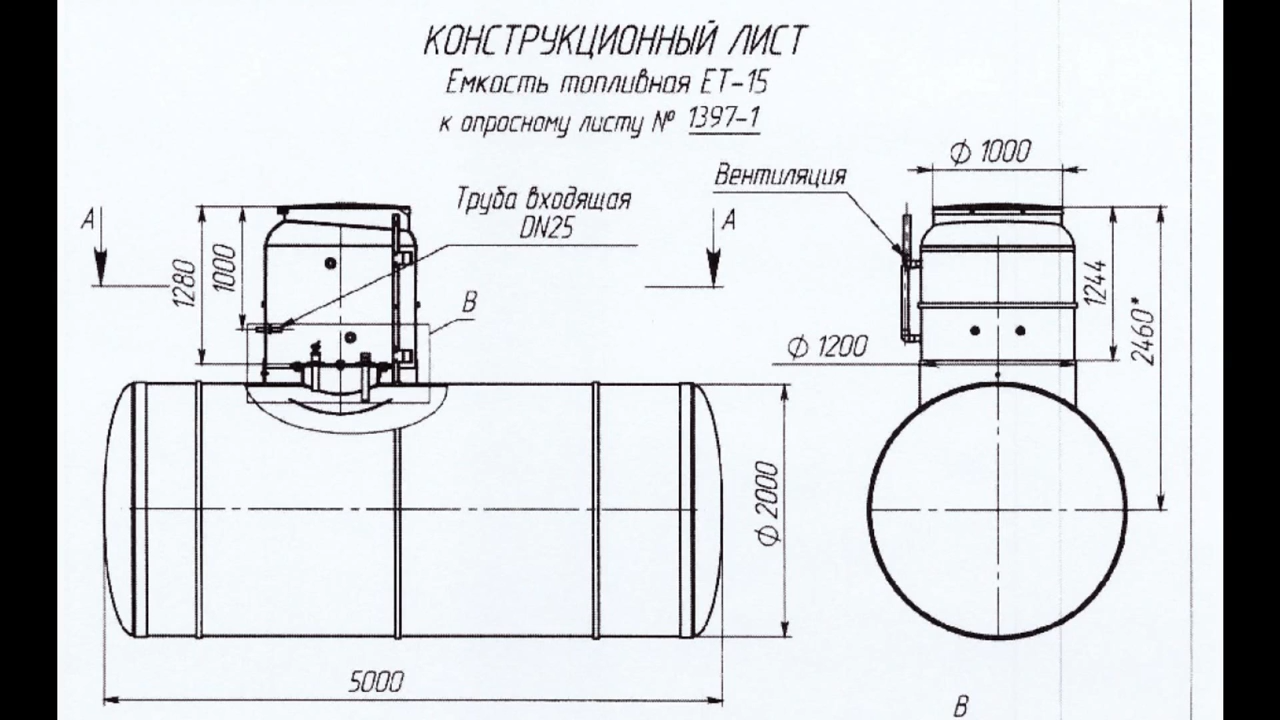 КОНСТРУКЦИОННЫЙ ЛИСТ
Емкость топливная ЕТ-15
к опросному листу № 1397-1
Труба входящая
DN25
Вентиляция
ϕ 1000
А
А
1280
1000
В
1244
2460*
ϕ 1200
ϕ 2000
5000
В